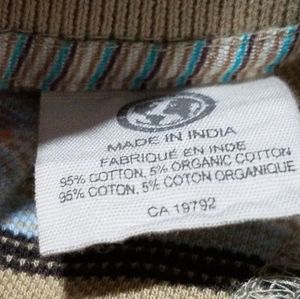 MADE IN INDIA
FABRIQUÉ EN INDE
95% COTTON, 5% ORGANIC COTTON
95% COTON, 5% COTON ORGANIQUE
CA 19792